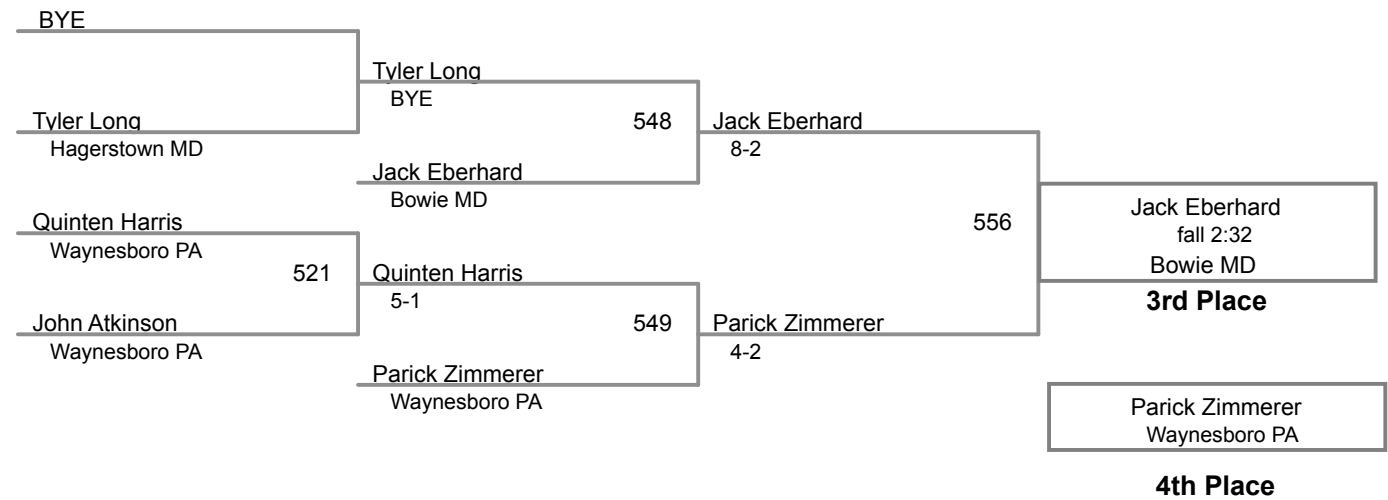 BYE
Tyler Long
BYE
Tyler Long
Hagerstown MD
548
Jack Eberhard
8-2
Jack Eberhard
Bowie MD
Quinten Harris
Waynesboro PA
521
Quinten Harris
5-1
John Atkinson
Waynesboro PA
549
Parick Zimmerer
4-2
Parick Zimmerer
Waynesboro PA
556
Jack Eberhard
fall 2:32
Bowie MD
3rd Place
Parick Zimmerer
Waynesboro PA
4th Place